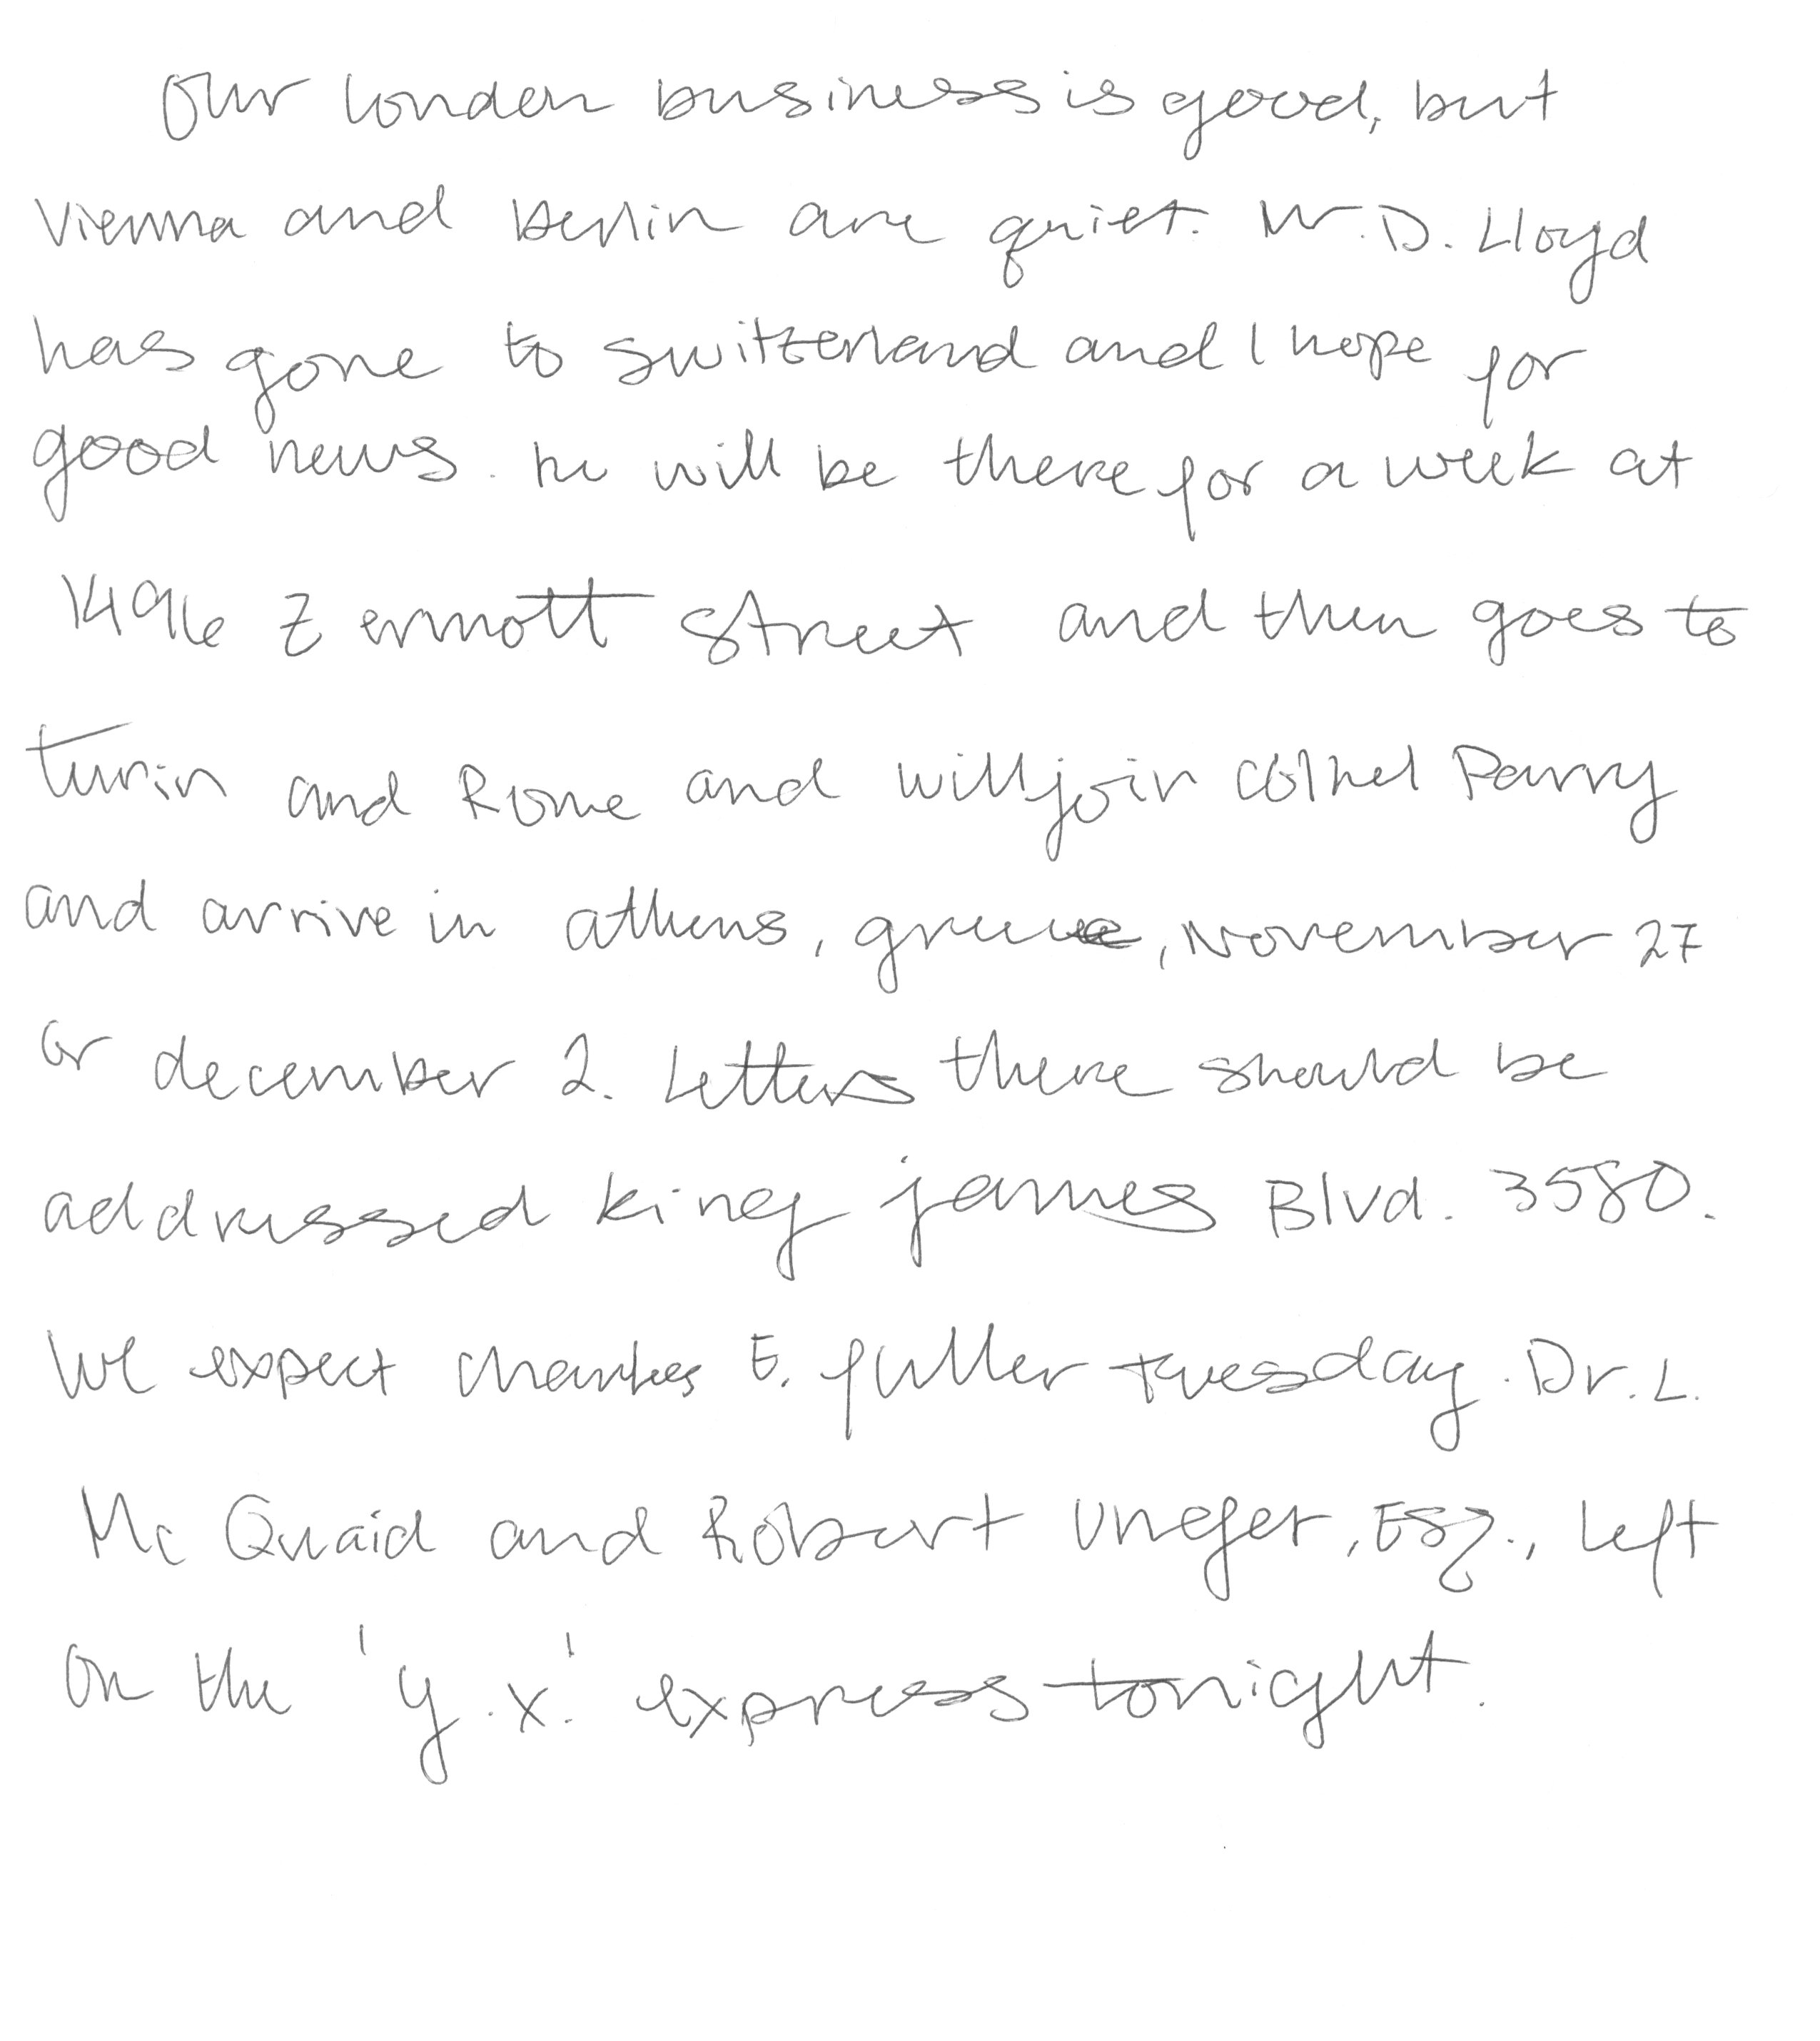 Our london business is good, but
Vienna and Berlin are quiet. Mr. D. Lloyd
has gone to switzerland and I hope for
good news. he will be there for a week at
1496 Zermott street and then goes to
turin and Rome and will join Colnel Parry
and arrive in athens, greece, November 27
or december 2. Letters there should be
addressed king james Blvd. 3580.
We expect charles E. fuller tuesday. Dr. L.
Mc Quaid and Robert Unger, Esq., left
on the 'y.x.' express tonight.